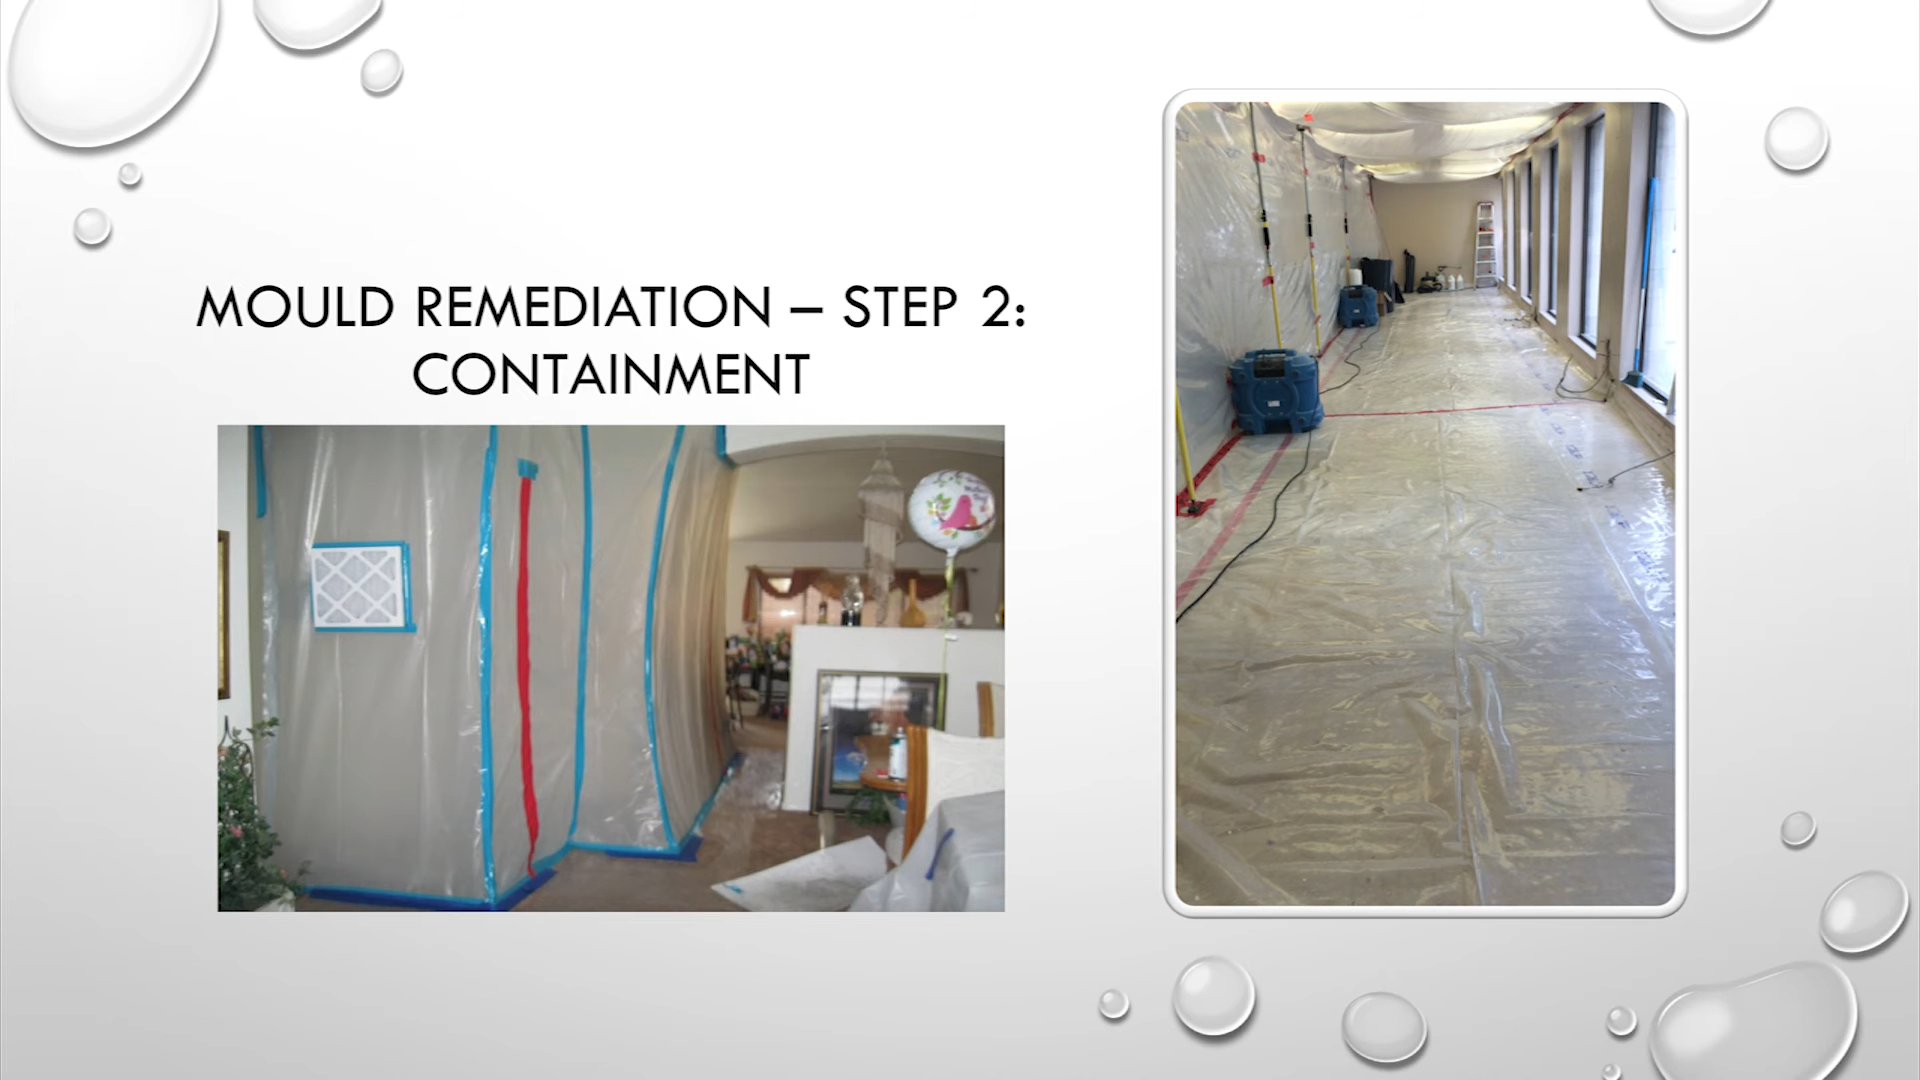 MOULD REMEDIATION – STEP 2:
CONTAINMENT